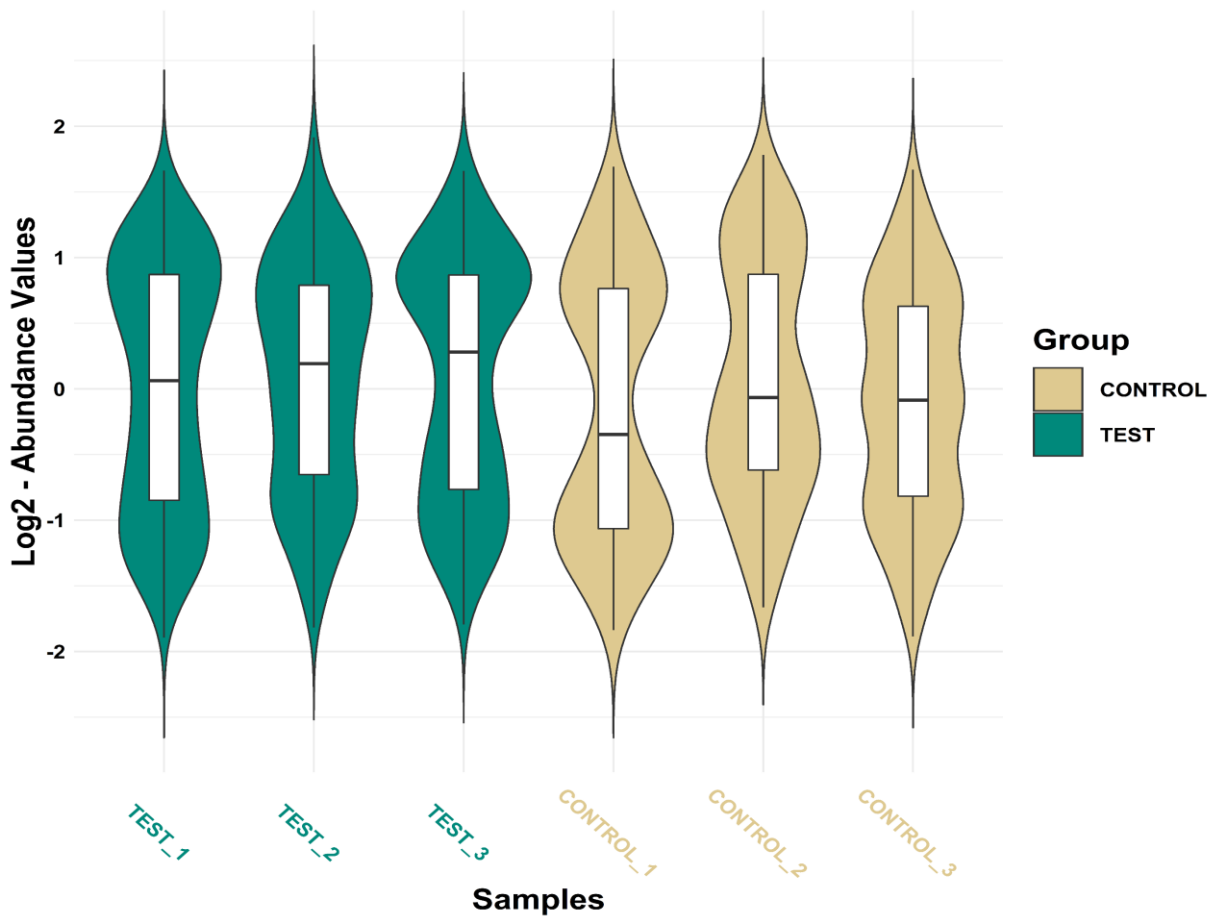 Log2 - Abundance Values
2
1
0
-1
-2
TEST_1
TEST_2
TEST_3
CONTROL_1
CONTROL_2
CONTROL_3
Samples
Group
CONTROL
TEST